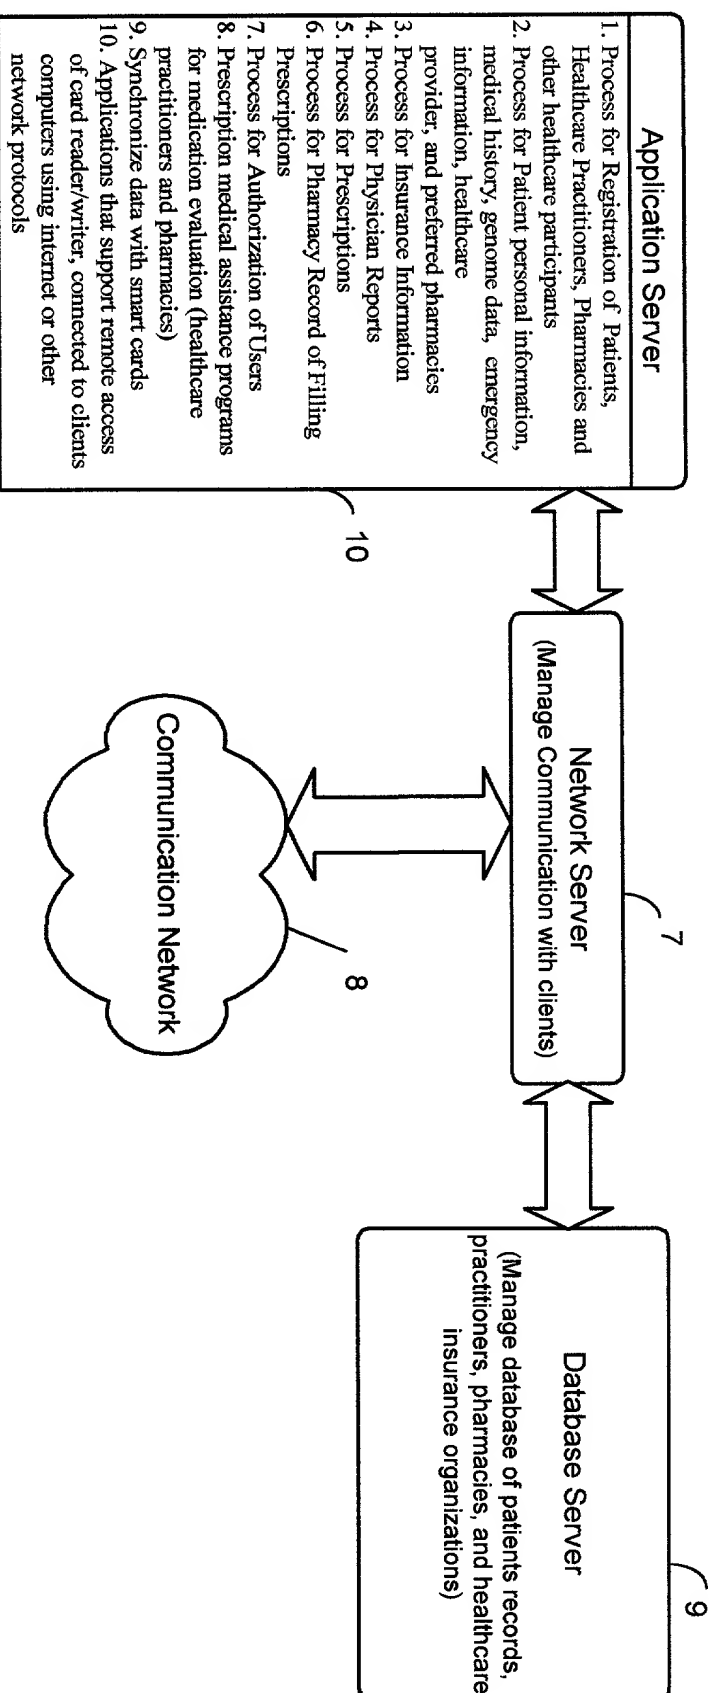 Application Server
1. Process for Registration of Patients,
Healthcare Practitioners, Pharmacies and
other healthcare participants
2. Process for Patient personal information,
medical history, genome data, emergency
information, healthcare
provider, and preferred pharmacies
3. Process for Insurance Information
4. Process for Physician Reports
5. Process for Prescriptions
6. Process for Pharmacy Record of Filling
Prescriptions
7. Process for Authorization of Users
8. Prescription medical assistance programs
for medication evaluation (healthcare
practitioners and pharmacies)
9. Synchronize data with smart cards
10. Applications that support remote access
of card reader/writer, connected to clients
computers using internet or other
network protocols
10
Network Server
(Manage Communication with clients)
7
Communication Network
8
Database Server
(Manage database of patients records,
practitioners, pharmacies, and healthcare
insurance organizations)
9